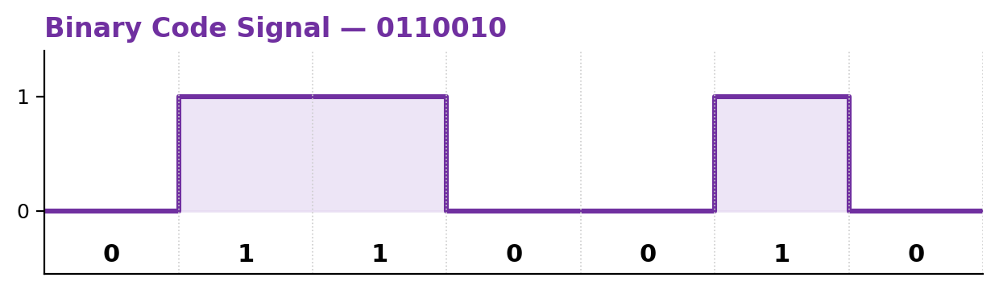 Binary Code Signal — 0110010
1
0
0 1 1 0 0 1 0